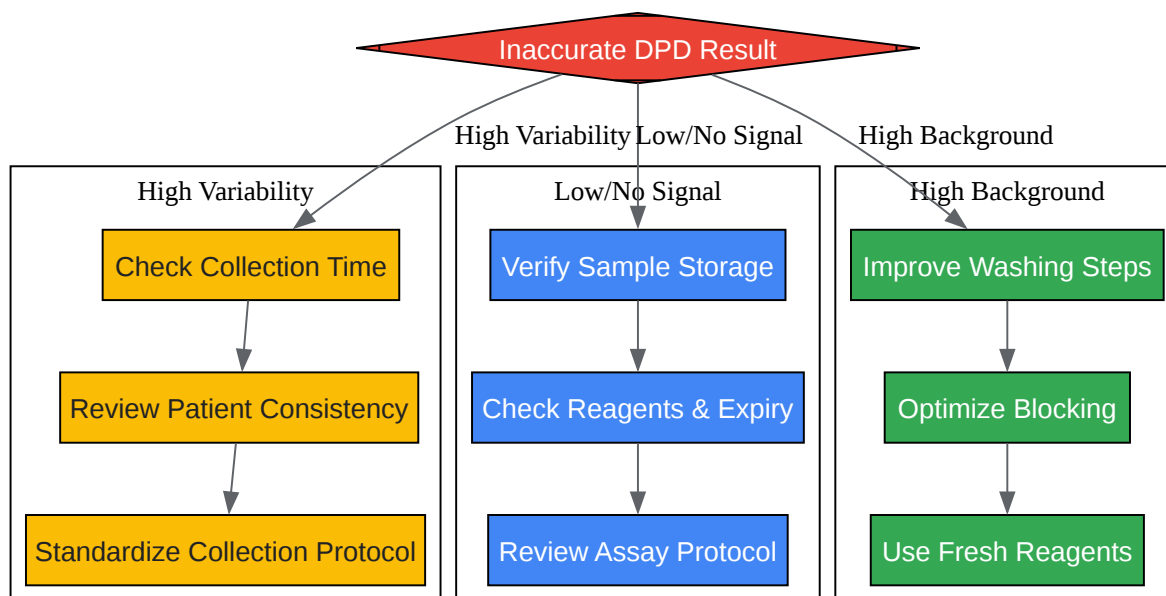 Inaccurate DPD Result
High Variability
Low/No Signal
High Background
High Variability
Check Collection Time
Review Patient Consistency
Standardize Collection Protocol
Low/No Signal
Verify Sample Storage
Check Reagents & Expiry
Review Assay Protocol
High Background
Improve Washing Steps
Optimize Blocking
Use Fresh Reagents